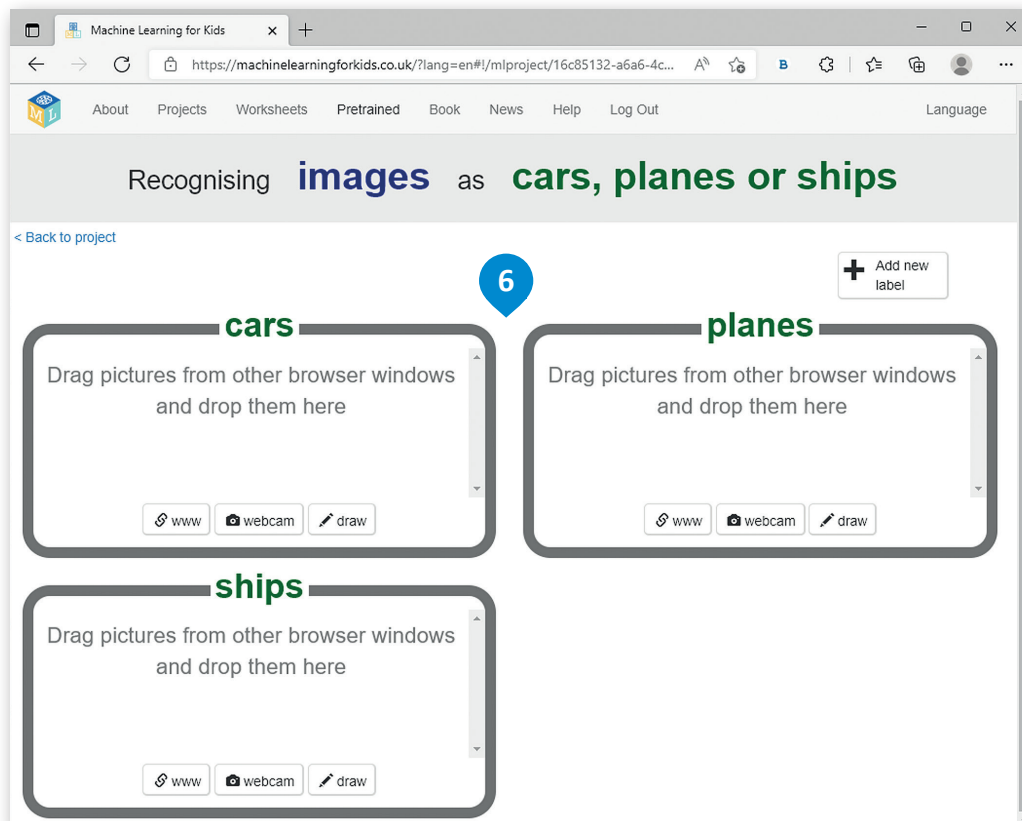 Machine Learning for Kids
https://machinelearningforkids.co.uk/?lang=en#!/mlproject/16c85132-a6a6-4c...
B
ML
About Projects Worksheets Pretrained Book News Help Log Out Language
Recognising images as cars, planes or ships
< Back to project
6
Add new
label
cars
Drag pictures from other browser windows
and drop them here
www webcam draw
planes
Drag pictures from other browser windows
and drop them here
www webcam draw
ships
Drag pictures from other browser windows
and drop them here
www webcam draw